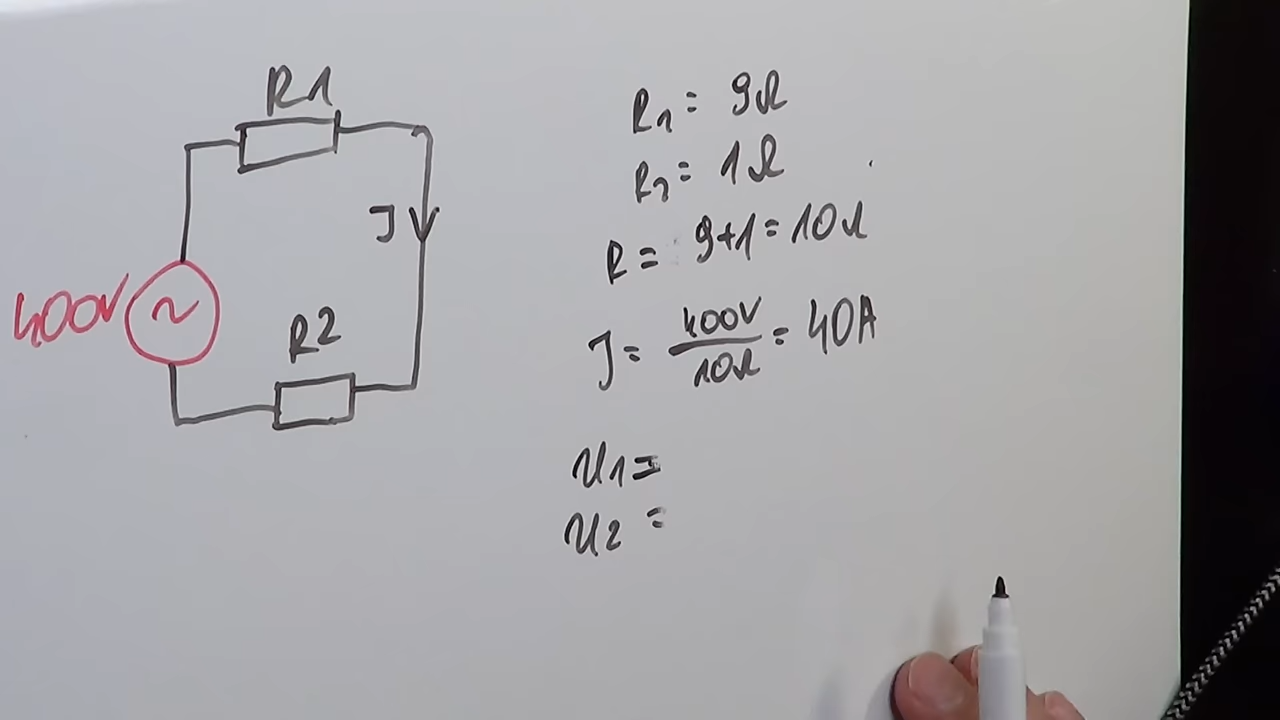 R1
J
400V
R2
R1 = 9Ω
R2 = 1Ω
R = 9+1 = 10Ω
J = 400V/10Ω = 40A
U1 =
U2 =